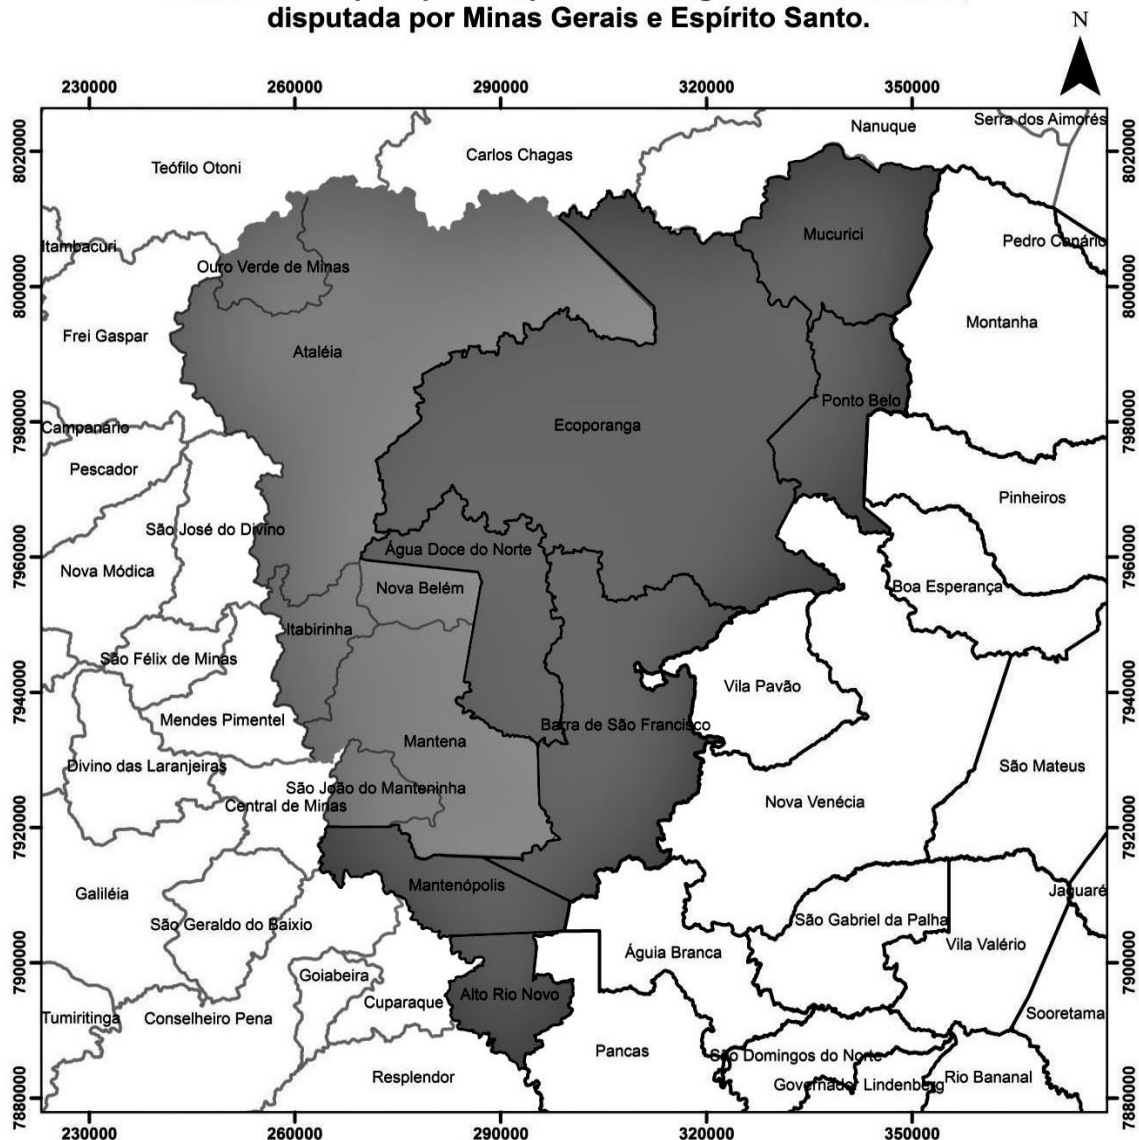 disputada por Minas Gerais e Espírito Santo.
N
230000
260000
290000
320000
350000
8020000
8020000
Serra dos Aimorés
Nanuque
Carlos Chagas
Teófilo Otoni
Mucurici
Pedro Canário
Itambacuri
Ouro Verde de Minas
8000000
8000000
Montanha
Frei Gaspar
Ataléia
Ponto Belo
Ecoporanga
Campanário
7980000
7980000
Pescador
Pinheiros
São José do Divino
Água Doce do Norte
7960000
7960000
Nova Módica
Nova Belém
Boa Esperança
Itabirinha
São Félix de Minas
Vila Pavão
7940000
7940000
Mendes Pimentel
Barra de São Francisco
Mantena
Divino das Laranjeiras
São Mateus
São João do Manteninha
Central de Minas
Nova Venécia
7920000
7920000
Mantenópolis
Galiléia
Jaguaré
São Geraldo do Baixio
São Gabriel da Palha
Vila Valério
Águia Branca
7900000
7900000
Goiabeira
Cuparaque
Alto Rio Novo
Sooretama
Tumiritinga
Conselheiro Pena
Pancas
São Domingos do Norte
Resplendor
Governador Lindenberg
Rio Bananal
7880000
7880000
230000
260000
290000
320000
350000